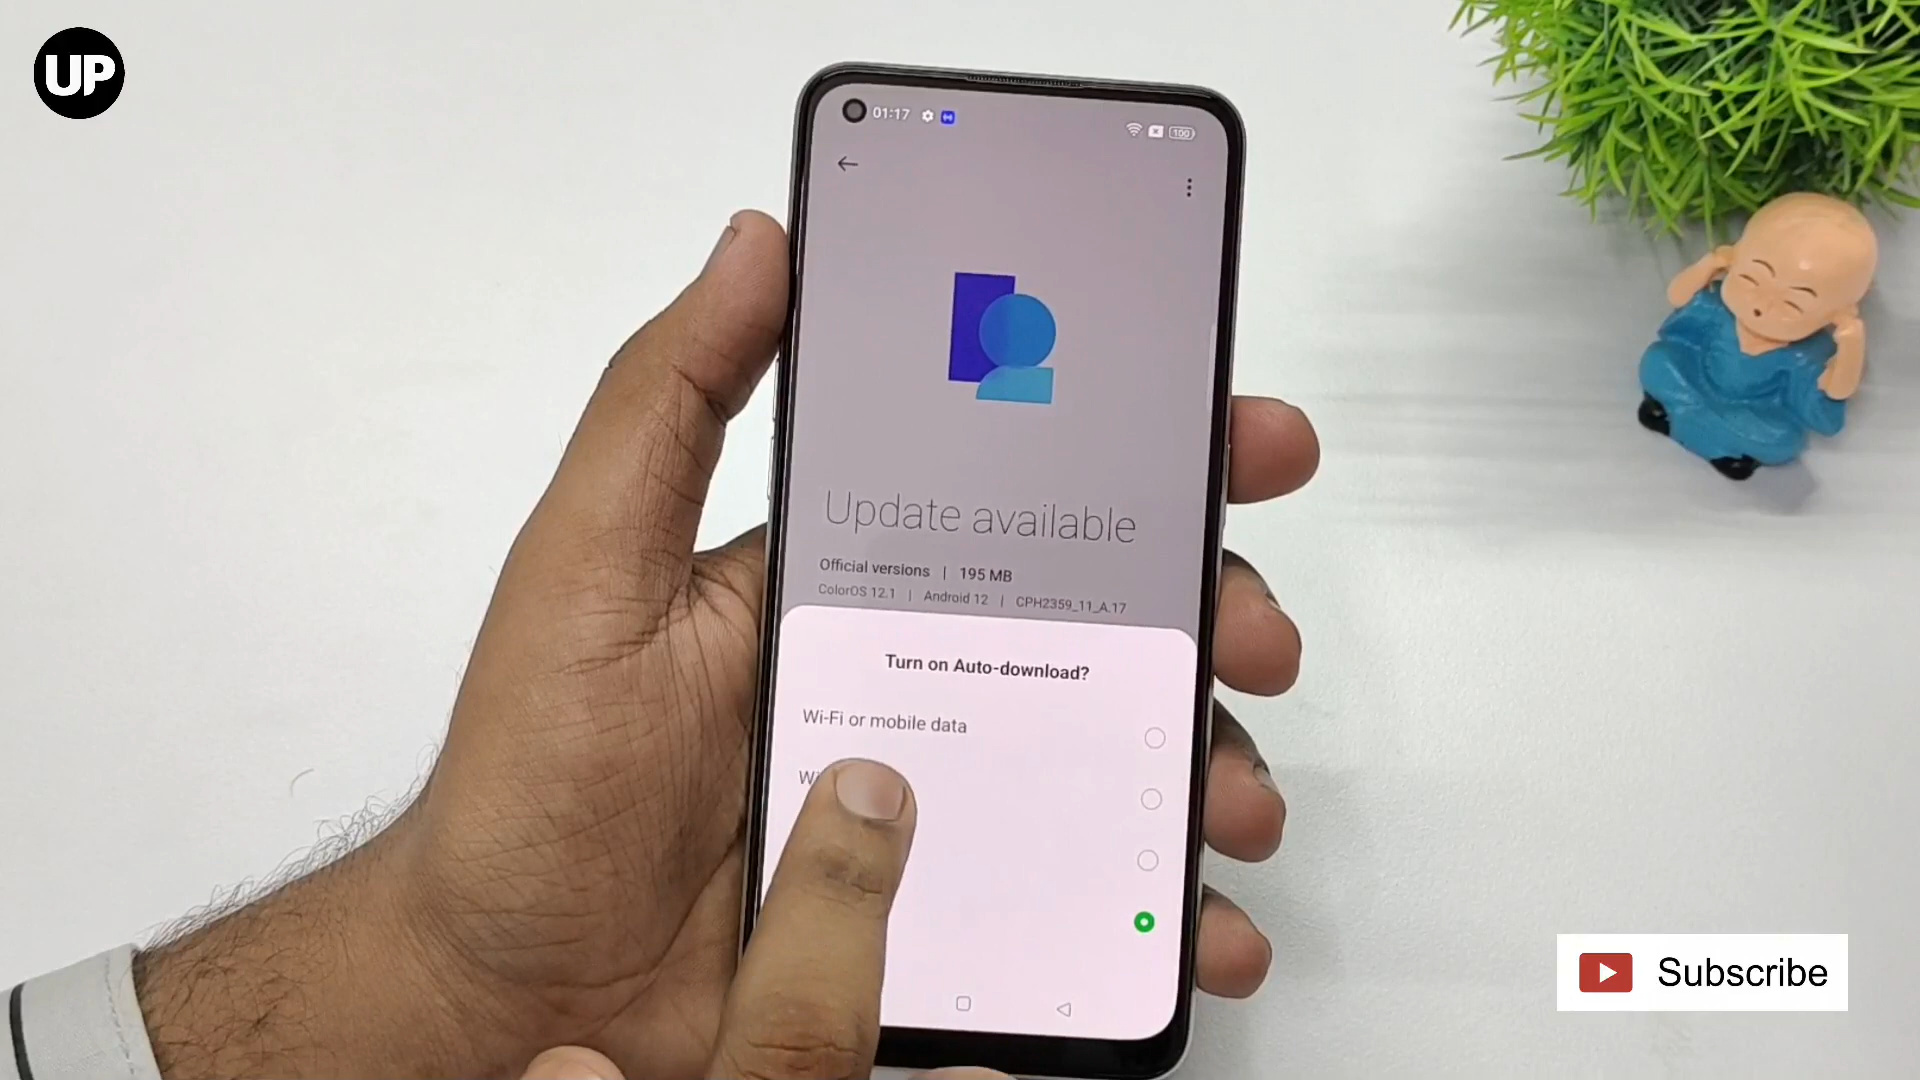 UP
01:17
100
Update available
Official versions | 195 MB
ColorOS 12.1 | Android 12 | CPH2359_11_A.17
Turn on Auto-download?
Wi-Fi or mobile data
Subscribe